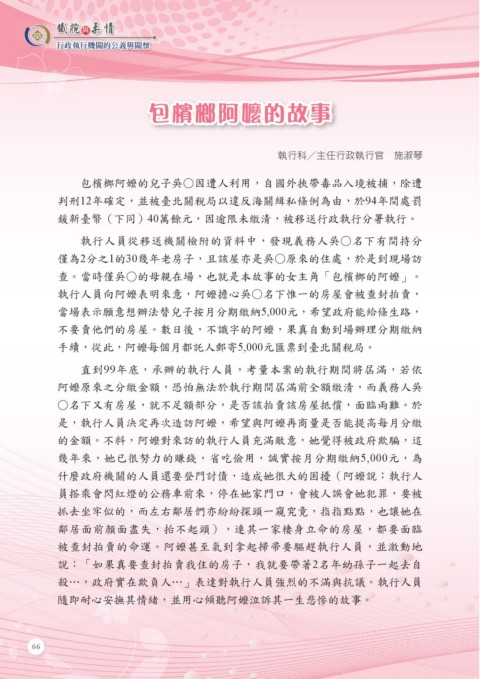 鐵腕與柔情
行政執行機關的公義與關懷
包檳榔阿嬤的故事
執行科／主任行政執行官　施淑琴
包檳榔阿嬤的兒子吳○因遭人利用，自國外挾帶毒品入境被捕，除遭
判刑12年確定，並被臺北關稅局以違反海關緝私條例為由，於94年間處罰
鍰新臺幣（下同）40萬餘元，因逾限未繳清，被移送行政執行分署執行。
執行人員從移送機關檢附的資料中，發現義務人吳○名下有間持分
僅為2分之1的30幾年老房子，且該屋亦是吳○原來的住處，於是到現場訪
查。當時僅吳○的母親在場，也就是本故事的女主角「包檳榔的阿嬤」。
執行人員向阿嬤表明來意，阿嬤擔心吳○名下惟一的房屋會被查封拍賣，
當場表示願意想辦法替兒子按月分期繳納5,000元，希望政府能給條生路，
不要賣他們的房屋。數日後，不識字的阿嬤，果真自動到場辦理分期繳納
手續，從此，阿嬤每個月都託人郵寄5,000元匯票到臺北關稅局。
直到99年底，承辦的執行人員，考量本案的執行期間將屆滿，若依
阿嬤原來之分繳金額，恐怕無法於執行期間屆滿前全額繳清，而義務人吳
○名下又有房屋，就不足額部分，是否該拍賣該房屋抵償，面臨兩難。於
是，執行人員決定再次造訪阿嬤，希望與阿嬤再商量是否能提高每月分繳
的金額。不料，阿嬤對來訪的執行人員充滿敵意，她覺得被政府欺騙，這
幾年來，她已很努力的賺錢，省吃儉用，誠實按月分期繳納5,000元，為
什麼政府機關的人員還要登門討債，造成她很大的困擾（阿嬤說：執行人
員搭乘會閃紅燈的公務車前來，停在她家門口，會被人誤會她犯罪，要被
抓去坐牢似的，而左右鄰居們亦紛紛探頭一窺究竟，指指點點，也讓她在
鄰居面前顏面盡失，抬不起頭），連其一家棲身立命的房屋，都要面臨
被查封拍賣的命運。阿嬤甚至氣到拿起掃帚要驅趕執行人員，並激動地
說：「如果真要查封拍賣我住的房子，我就要帶著2名年幼孫子一起去自
殺…，政府實在欺負人…」表達對執行人員強烈的不滿與抗議。執行人員
隨即耐心安撫其情緒，並用心傾聽阿嬤泣訴其一生悲慘的故事。
66